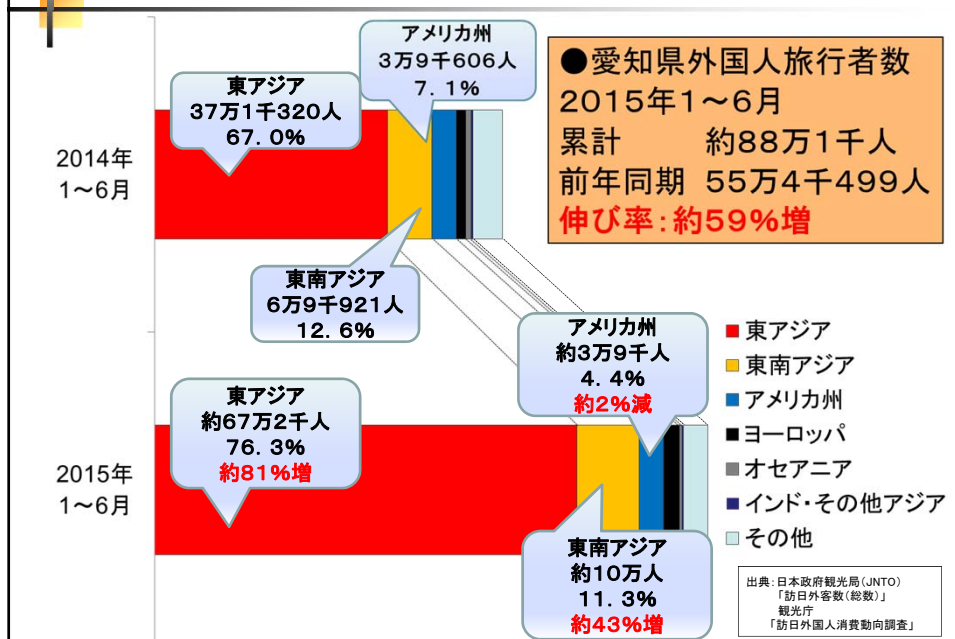 ●愛知県外国人旅行者数
2015年1～6月
累計　　　約88万1千人
前年同期 55万4千499人
伸び率：約59％増
2014年
1～6月
東アジア
37万1千320人
67．0％
アメリカ州
3万9千606人
7．1％
東南アジア
6万9千921人
12．6％
2015年
1～6月
東アジア
約67万2千人
76．3％
約81％増
アメリカ州
約3万9千人
4．4％
約2％減
東南アジア
約10万人
11．3％
約43％増
東アジア
東南アジア
アメリカ州
ヨーロッパ
オセアニア
インド・その他アジア
その他
出典：日本政府観光局（JNTO）
「訪日外客数（総数）」
観光庁
「訪日外国人消費動向調査」